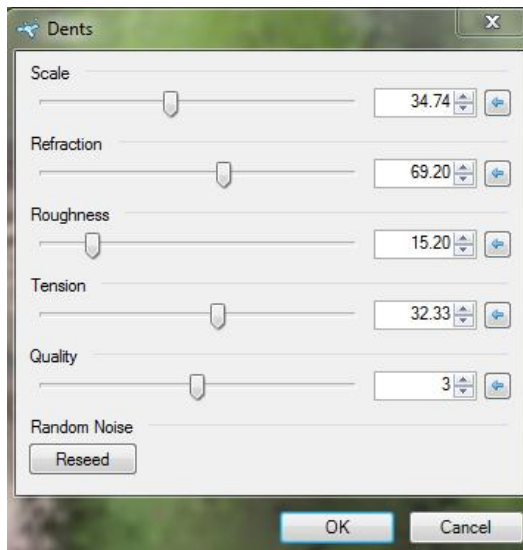 Dents
Scale
34.74
Refraction
69.20
Roughness
15.20
Tension
32.33
Quality
3
Random Noise
Reseed
OK
Cancel